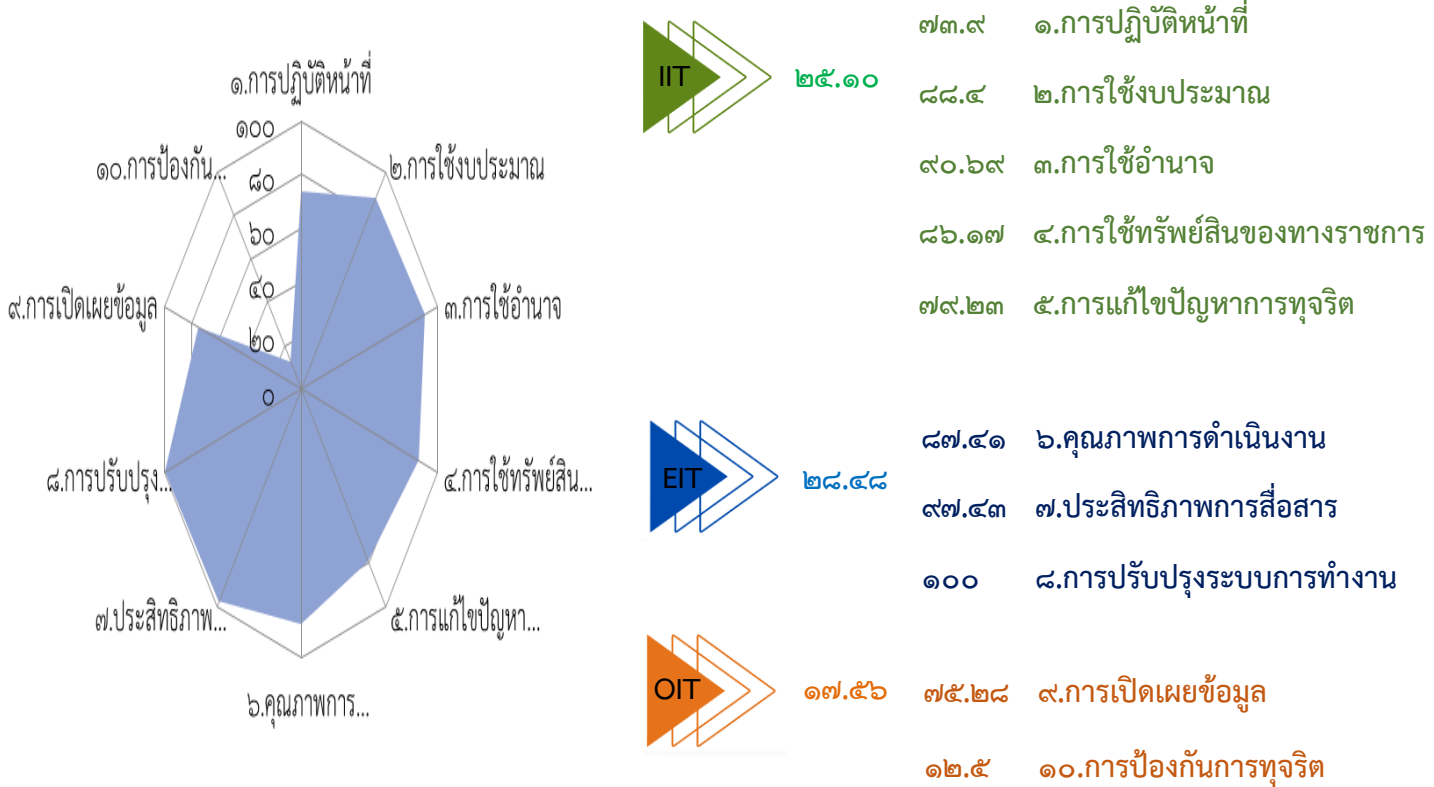 ๑.การปฏิบัติหน้าที่
๑๐๐
๑๐.การป้องกัน...
๘๐
๒.การใช้งบประมาณ
๖๐
๔๐
๙.การเปิดเผยข้อมูล
๓.การใช้อำนาจ
๒๐
๐
๘.การปรับปรุง...
๔.การใช้ทรัพย์สิน...
๗.ประสิทธิภาพ...
๕.การแก้ไขปัญหา...
๖.คุณภาพการ...
IIT
๒๕.๑๐
๗๓.๙ ๑.การปฏิบัติหน้าที่
๘๘.๔ ๒.การใช้งบประมาณ
๙๐.๖๙ ๓.การใช้อำนาจ
๘๖.๑๗ ๔.การใช้ทรัพย์สินของทางราชการ
๗๙.๒๓ ๕.การแก้ไขปัญหาการทุจริต
EIT
๒๘.๔๘
๘๗.๔๑ ๖.คุณภาพการดำเนินงาน
๙๗.๔๓ ๗.ประสิทธิภาพการสื่อสาร
๑๐๐ ๘.การปรับปรุงระบบการทำงาน
OIT
๑๗.๕๖
๗๕.๒๘ ๙.การเปิดเผยข้อมูล
๑๒.๕ ๑๐.การป้องกันการทุจริต